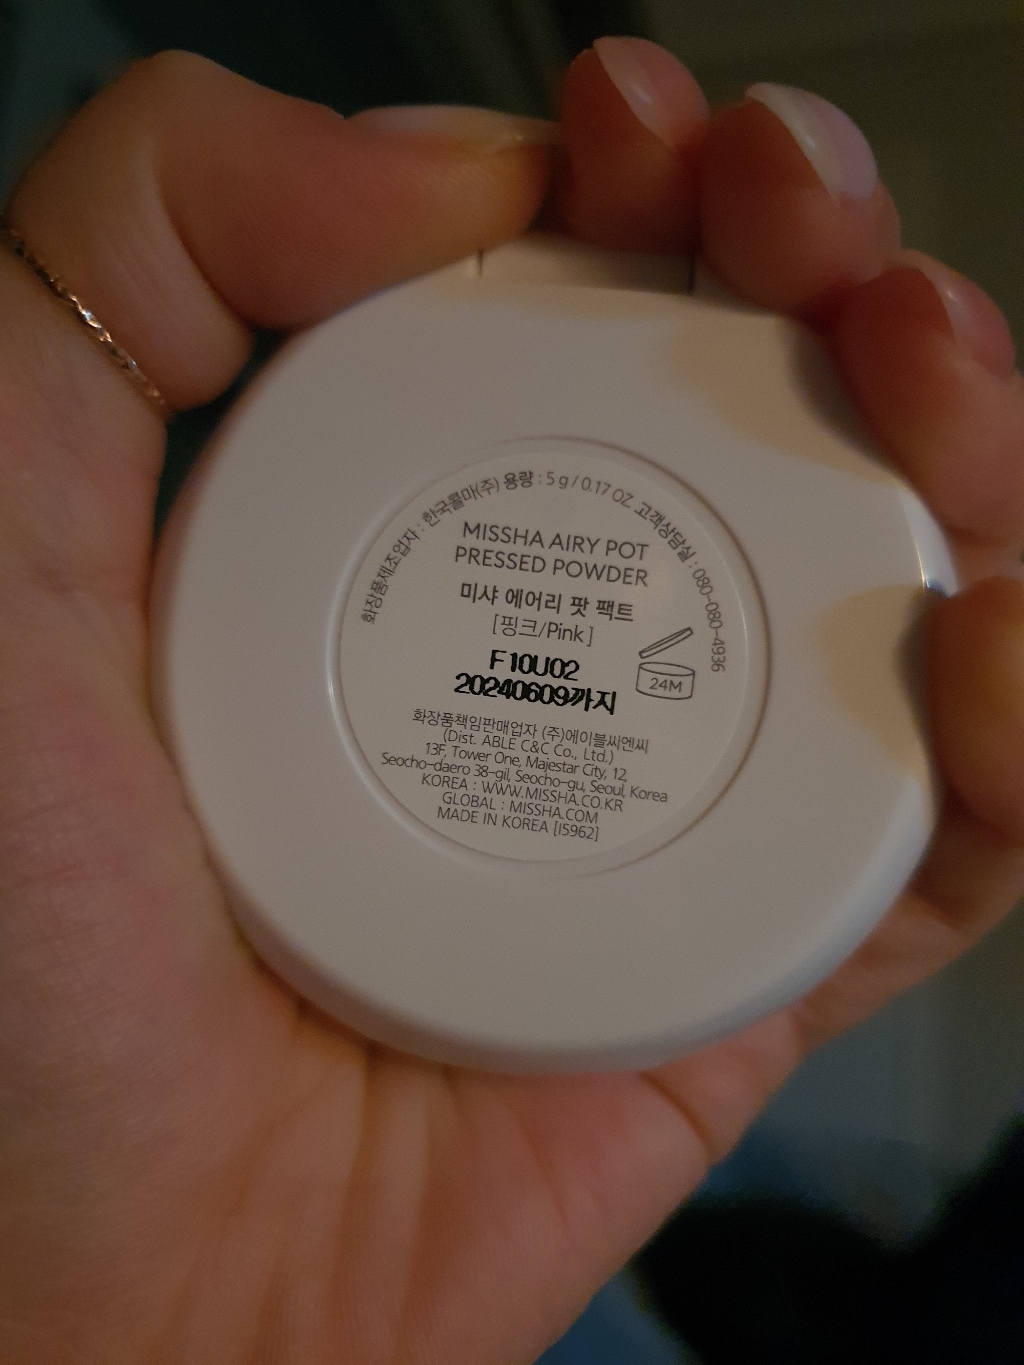 화장품제조업자 : 한국콜마(주) 용량 : 5g/0.17 OZ. 고객상담실 : 080-080-4936
MISSHA AIRY POT
PRESSED POWDER
미샤 에어리 팟 팩트
[핑크/Pink]
F10U02
20240609까지
24M
화장품책임판매업자 (주)에이블씨엔씨
(Dist. ABLE C&C Co., Ltd.)
13F, Tower One, Majestar City, 12,
Seocho-daero 38-gil, Seocho-gu, Seoul, Korea
KOREA : WWW.MISSHA.CO.KR
GLOBAL : MISSHA.COM
MADE IN KOREA [I5962]